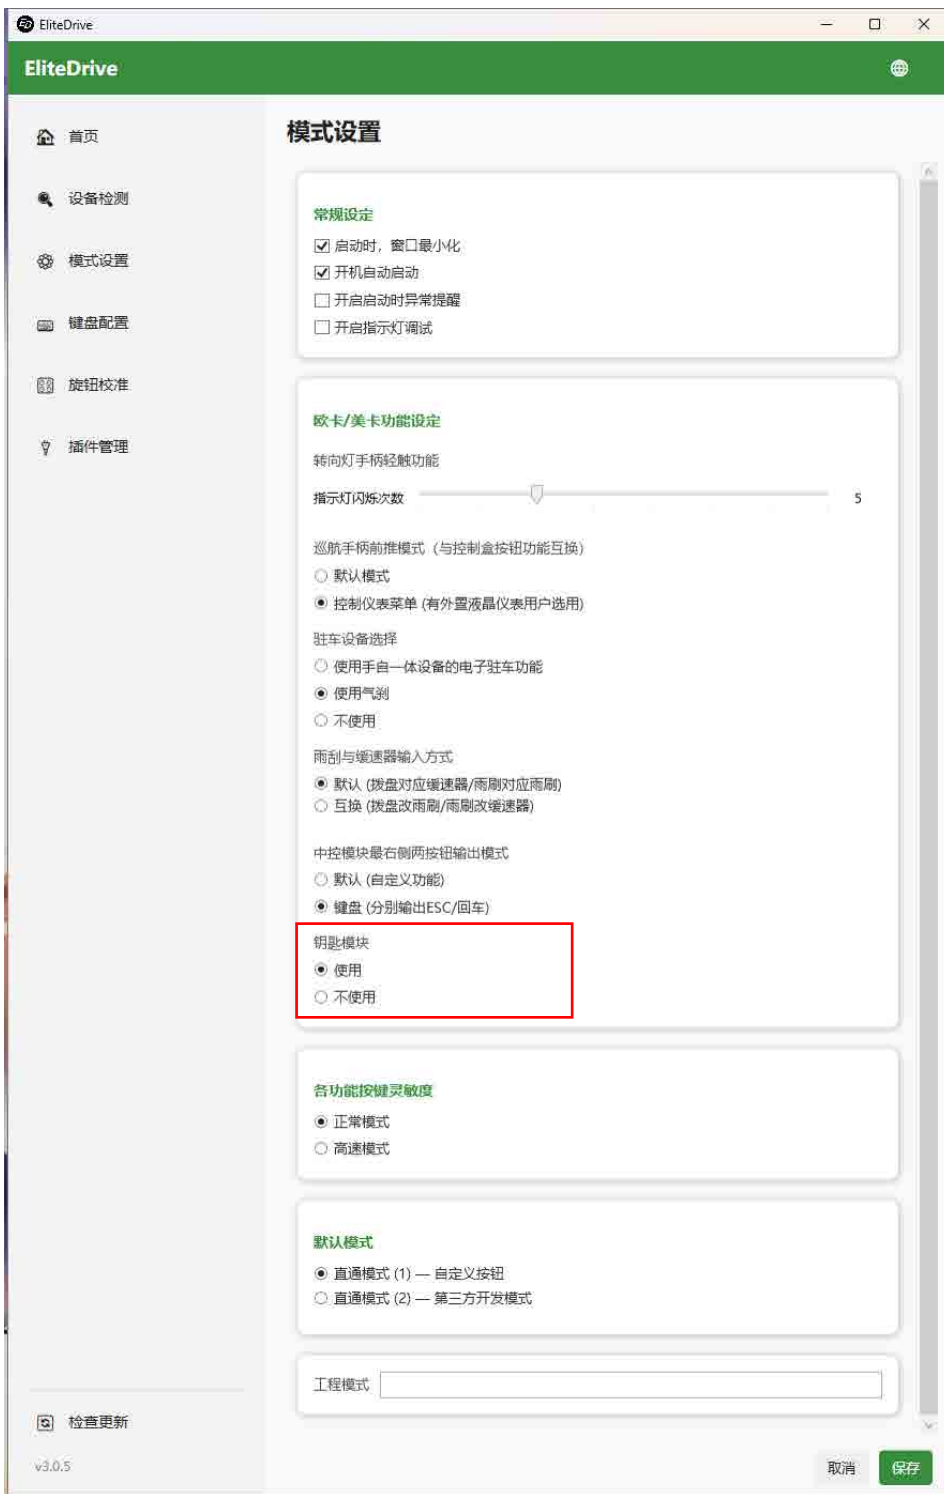 EliteDrive
EliteDrive
首页
设备检测
模式设置
键盘配置
旋钮校准
插件管理
模式设置
常规设定
启动时，窗口最小化
开机自动启动
开启启动时异常提醒
开启指示灯调试
欧卡/美卡功能设定
转向灯手柄轻触功能
指示灯闪烁次数 5
巡航手柄前推模式（与控制盒按钮功能互换）
默认模式
控制仪表菜单 (有外置液晶仪表用户选用)
驻车设备选择
使用手自一体设备的电子驻车功能
使用气刹
不使用
雨刮与缓速器输入方式
默认 (拨盘对应缓速器/雨刷对应雨刷)
互换 (拨盘改雨刷/雨刷改缓速器)
中控模块最右侧两按钮输出模式
默认 (自定义功能)
键盘 (分别输出ESC/回车)
钥匙模块
使用
不使用
各功能按键灵敏度
正常模式
高速模式
默认模式
直通模式 (1) — 自定义按钮
直通模式 (2) — 第三方开发模式
工程模式
检查更新
v3.0.5
取消 保存